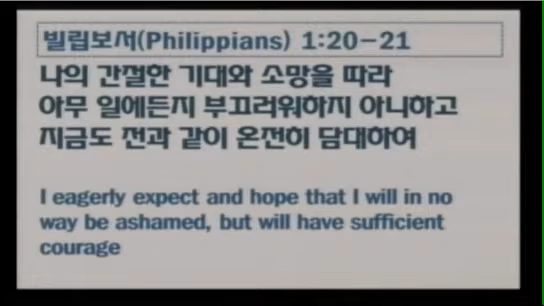 빌립보서(Philippians) 1:20-21
나의 간절한 기대와 소망을 따라
아무 일에든지 부끄러워하지 아니하고
지금도 전과 같이 온전히 담대하여
I eagerly expect and hope that I will in no
way be ashamed, but will have sufficient
courage